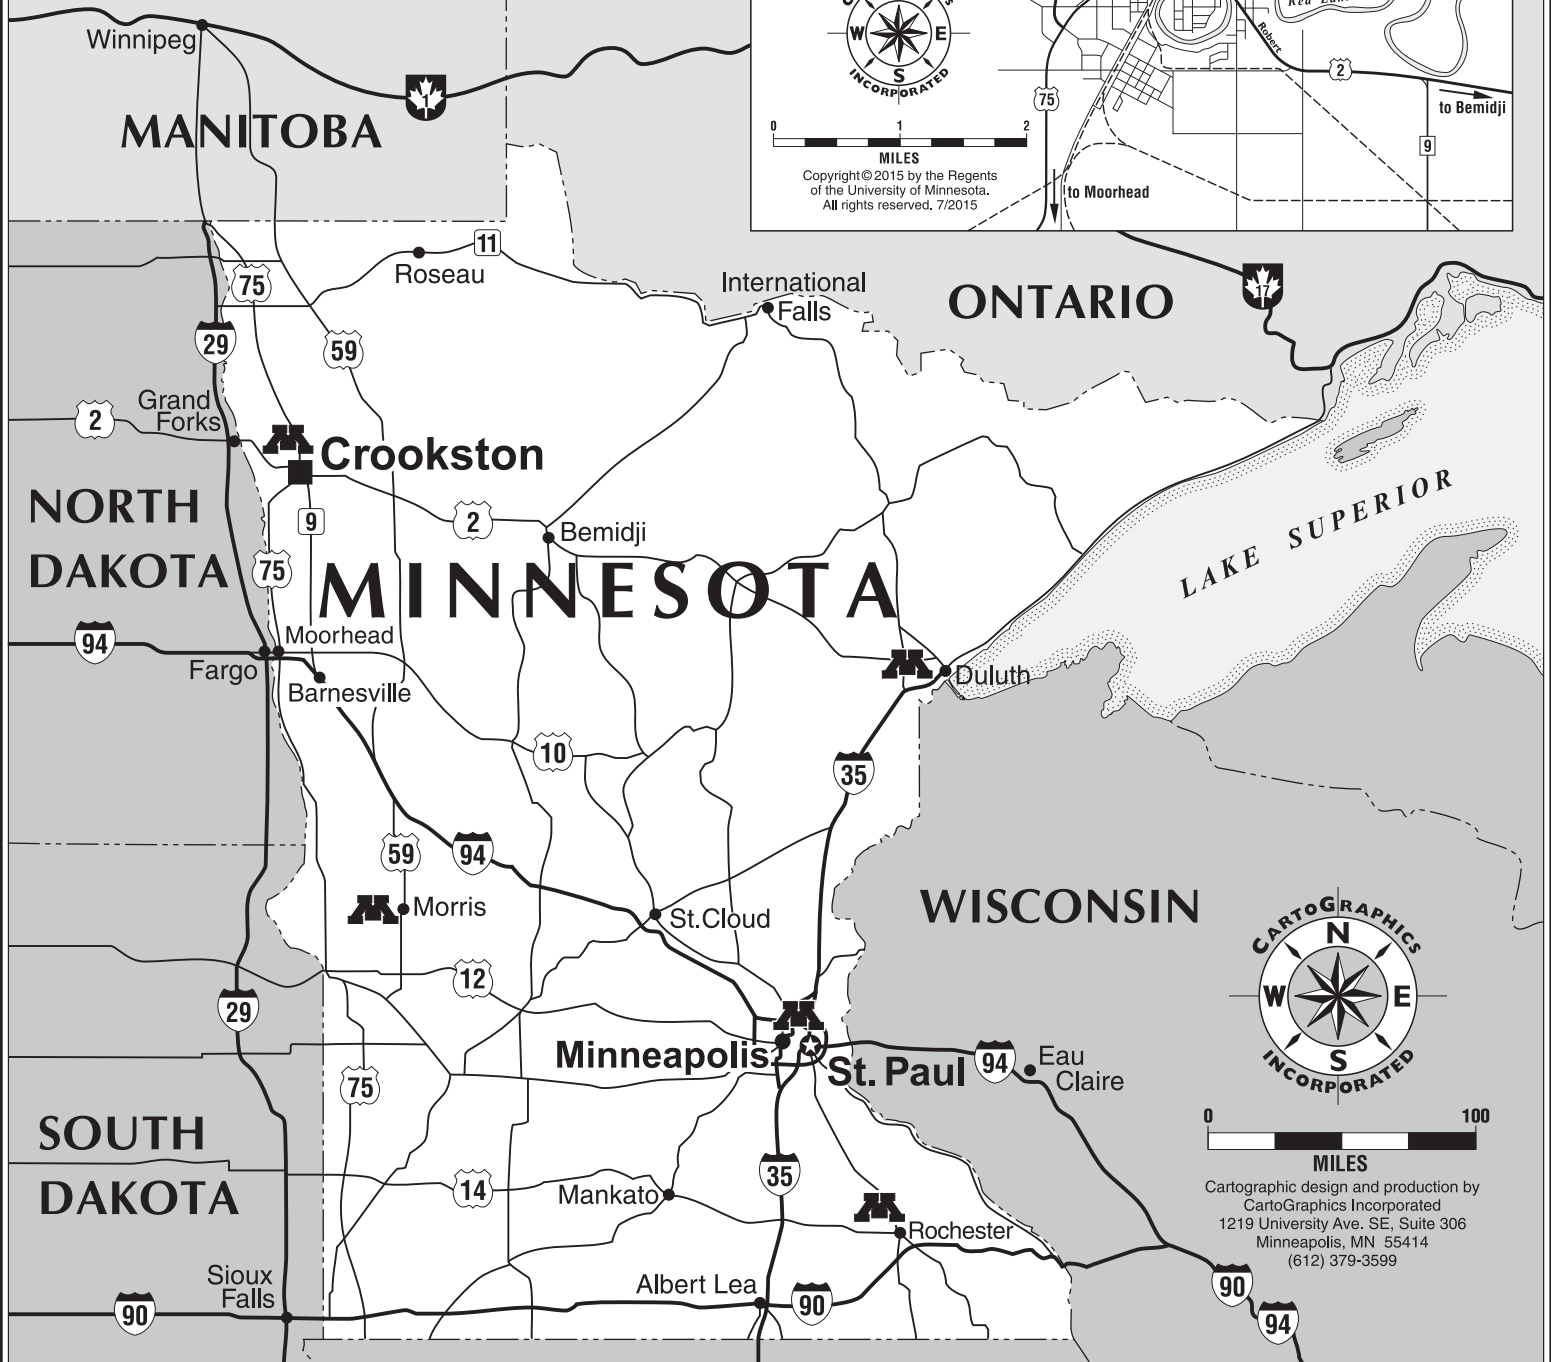 Winnipeg
1
MANITOBA
W
E
S
INCORPORATED
0 1 2
MILES
Copyright © 2015 by the Regents
of the University of Minnesota.
All rights reserved. 7/2015
75
Robert
2
to Bemidji
9
to Moorhead
11
Roseau
75
International
Falls
ONTARIO
17
29
59
Grand
Forks
2
Crookston
NORTH
DAKOTA
9
2
Bemidji
75
MINNESOTA
LAKE SUPERIOR
94
Moorhead
Fargo
Barnesville
Duluth
10
35
59
94
Morris
St. Cloud
WISCONSIN
12
29
Minneapolis
St. Paul
94
Eau
Claire
75
CARTOGRAPHICS
N
W
E
S
INCORPORATED
0 100
MILES
Cartographic design and production by
CartoGraphics Incorporated
1219 University Ave. SE, Suite 306
Minneapolis, MN 55414
(612) 379-3599
SOUTH
DAKOTA
14
35
Mankato
Rochester
Sioux
Falls
Albert Lea
90
90
90
94